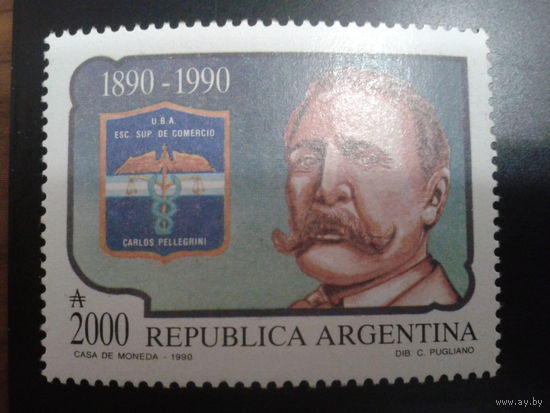 1890 - 1990
U.B.A.
ESC. SUP. DE COMERCIO
CARLOS PELLEGRINI
₳
2000 REPUBLICA ARGENTINA
CASA DE MONEDA - 1990
DIB. C. PUGLIANO
www.ay.by